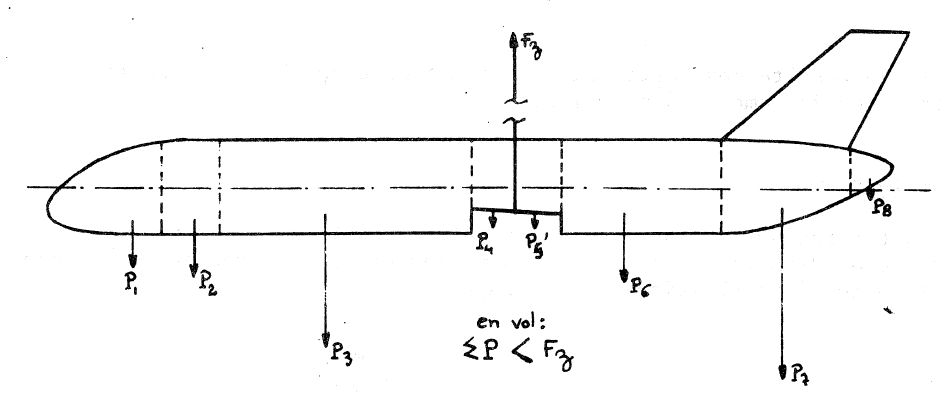 Fz
P4 P5'
P8
P1 P2 P6
P3
en vol:
ΣP < Fz
P7